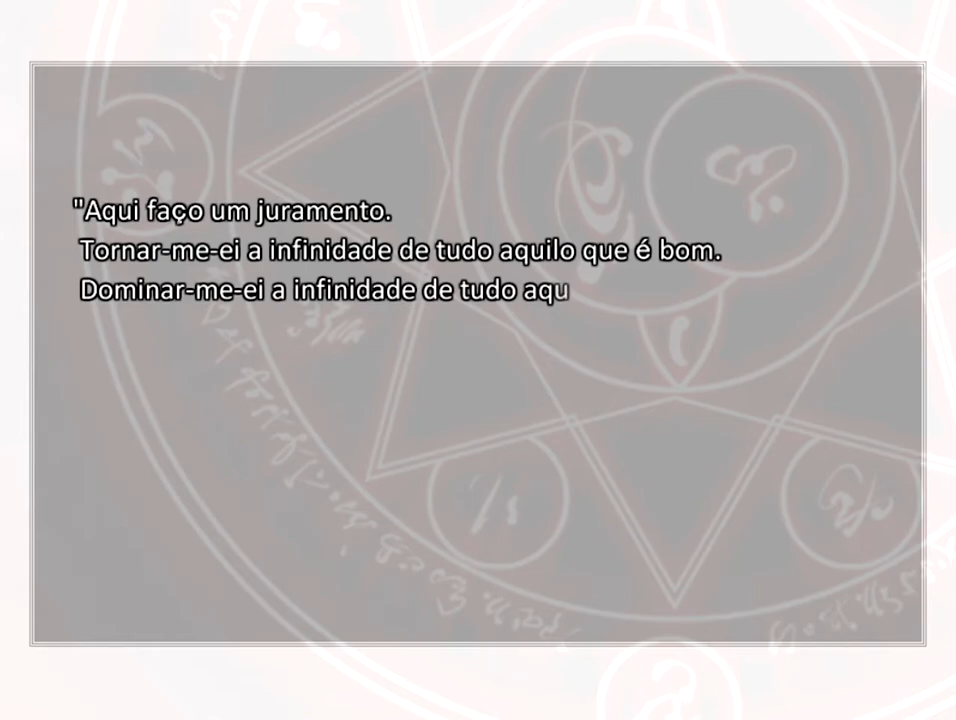 "Aqui faço um juramento.
Tornar-me-ei a infinidade de tudo aquilo que é bom.
Dominar-me-ei a infinidade de tudo aqu